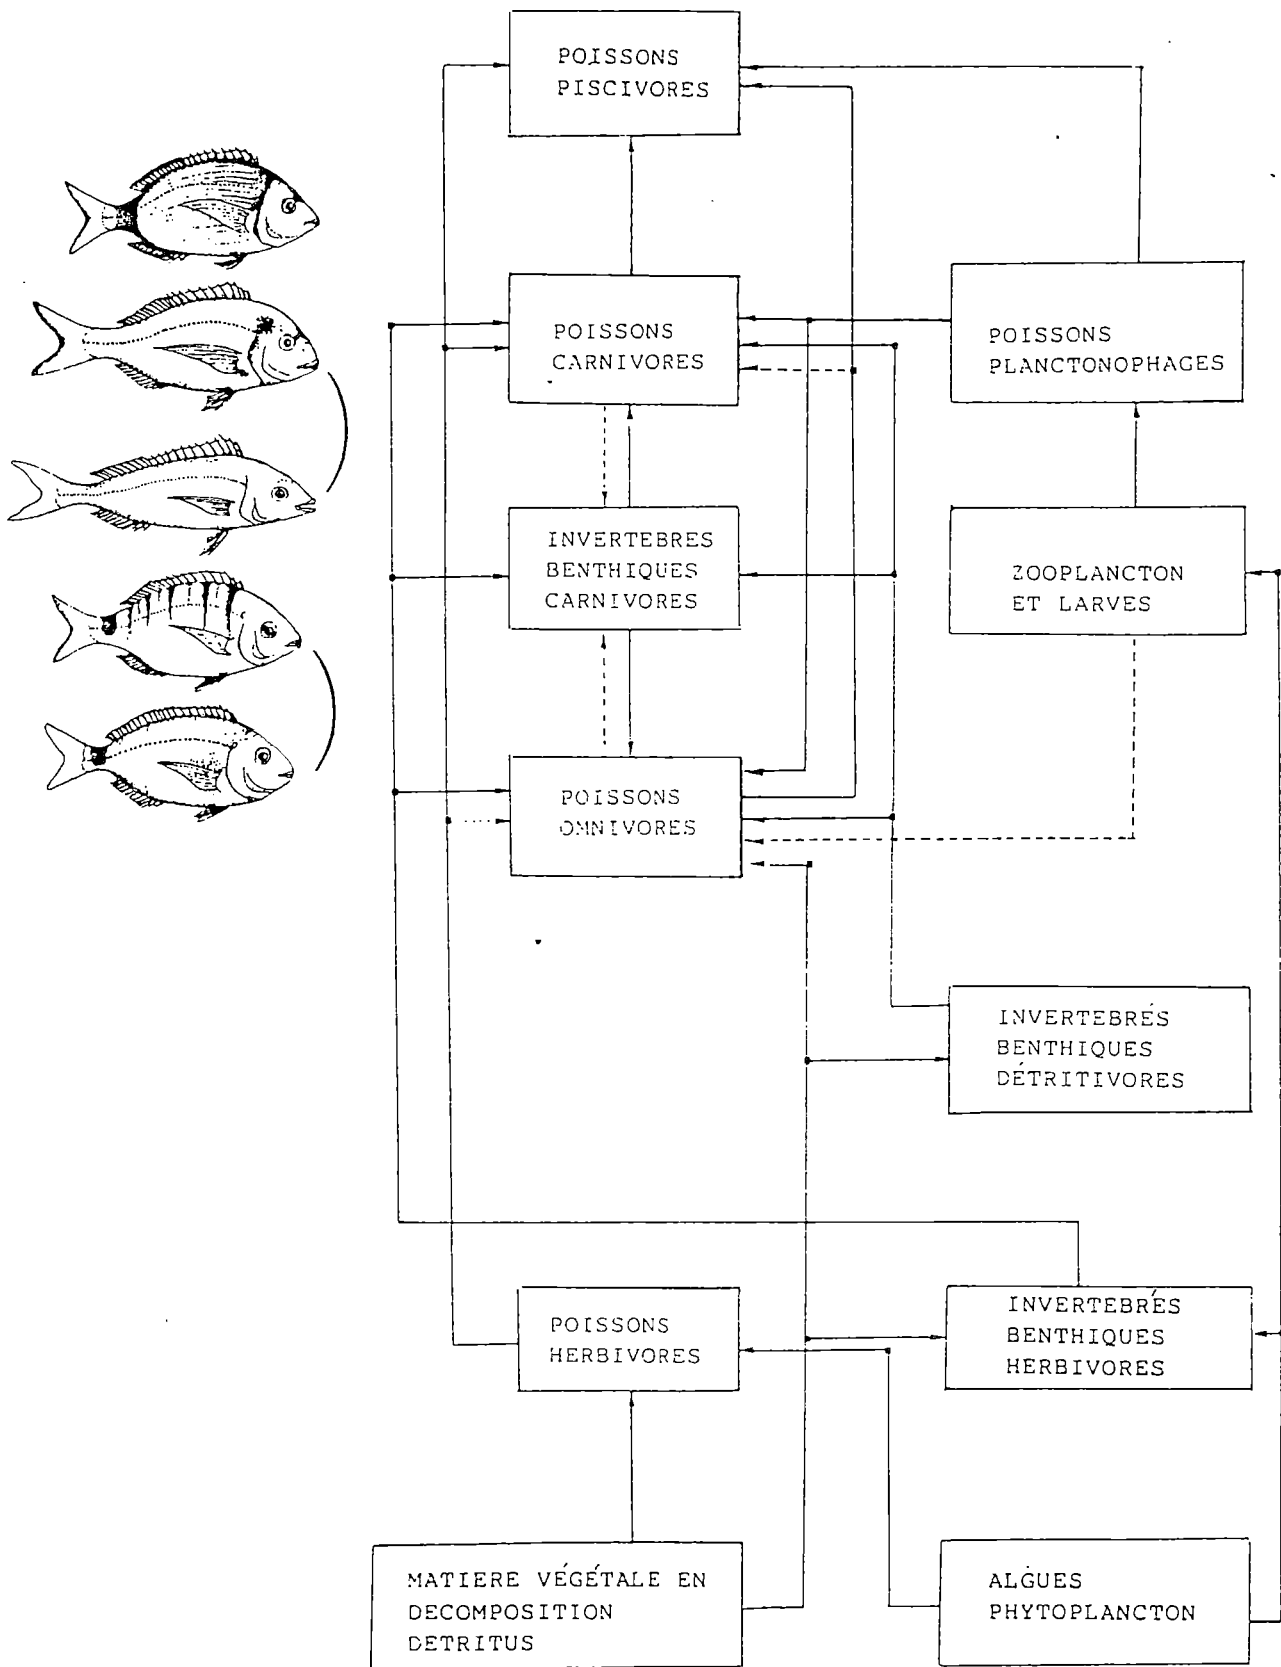 POISSONS
PISCIVORES
POISSONS
CARNIVORES
POISSONS
PLANCTONOPHAGES
INVERTEBRES
BENTHIQUES
CARNIVORES
ZOOPLANCTON
ET LARVES
POISSONS
OMNIVORES
INVERTEBRÉS
BENTHIQUES
DÉTRITIVORES
POISSONS
HERBIVORES
INVERTEBRÉS
BENTHIQUES
HERBIVORES
MATIERE VÉGÉTALE EN
DECOMPOSITION
DETRITUS
ALGUES
PHYTOPLANCTON